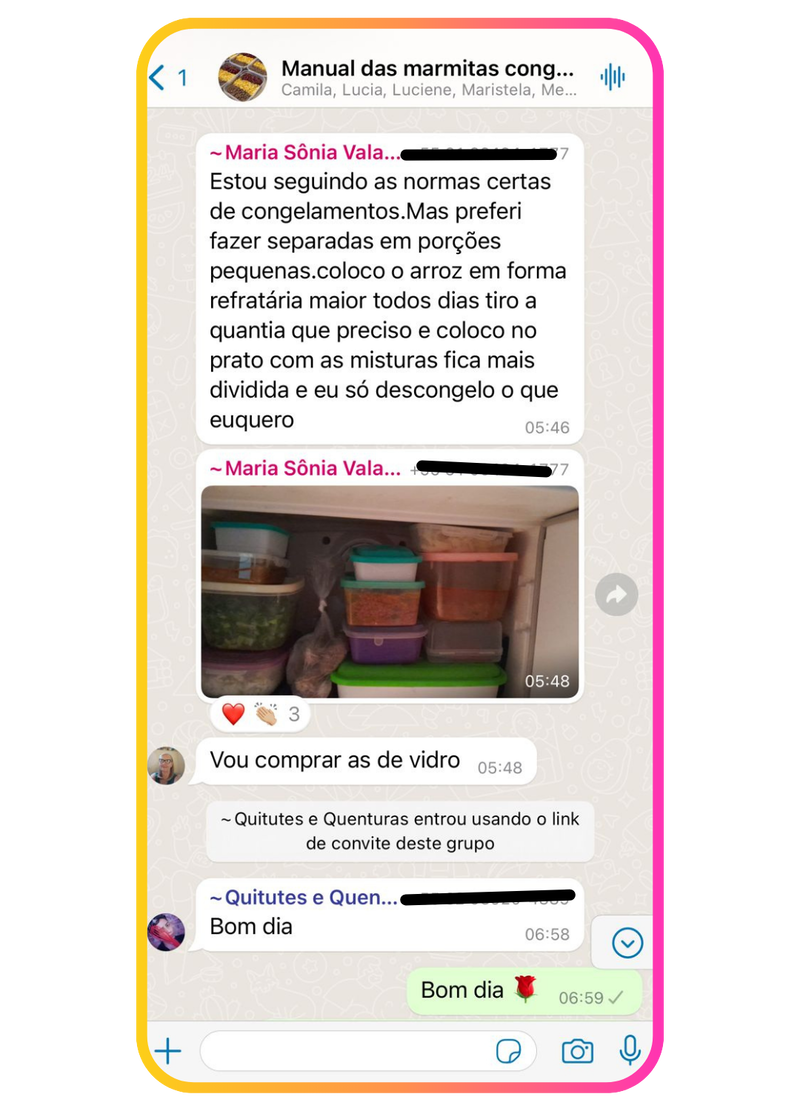 1
Manual das marmitas cong...
Camila, Lucia, Luciene, Maristela, Me...
~Maria Sônia Vala... 7
Estou seguindo as normas certas
de congelamentos.Mas preferi
fazer separadas em porções
pequenas.coloco o arroz em forma
refratária maior todos dias tiro a
quantia que preciso e coloco no
prato com as misturas fica mais
dividida e eu só descongelo o que
euquero
05:46
~Maria Sônia Vala... 77
05:48
❤️ 👏🏼 3
Vou comprar as de vidro 05:48
~Quitutes e Quenturas entrou usando o link
de convite deste grupo
~Quitutes e Quen...
Bom dia 06:58
Bom dia 🌹 06:59